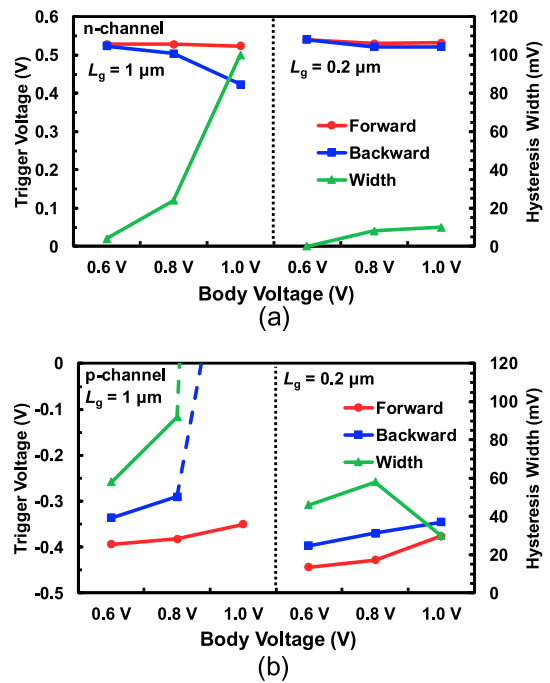 n-channel
L_g = 1 µm
L_g = 0.2 µm
Forward
Backward
Width
0.6
0.5
0.4
0.3
0.2
0.1
0
Trigger Voltage (V)
120
100
80
60
40
20
0
Hysteresis Width (mV)
0.6 V 0.8 V 1.0 V 0.6 V 0.8 V 1.0 V
Body Voltage (V)
(a)
p-channel
L_g = 1 µm
L_g = 0.2 µm
Forward
Backward
Width
0
-0.1
-0.2
-0.3
-0.4
-0.5
Trigger Voltage (V)
120
100
80
60
40
20
0
Hysteresis Width (mV)
0.6 V 0.8 V 1.0 V 0.6 V 0.8 V 1.0 V
Body Voltage (V)
(b)